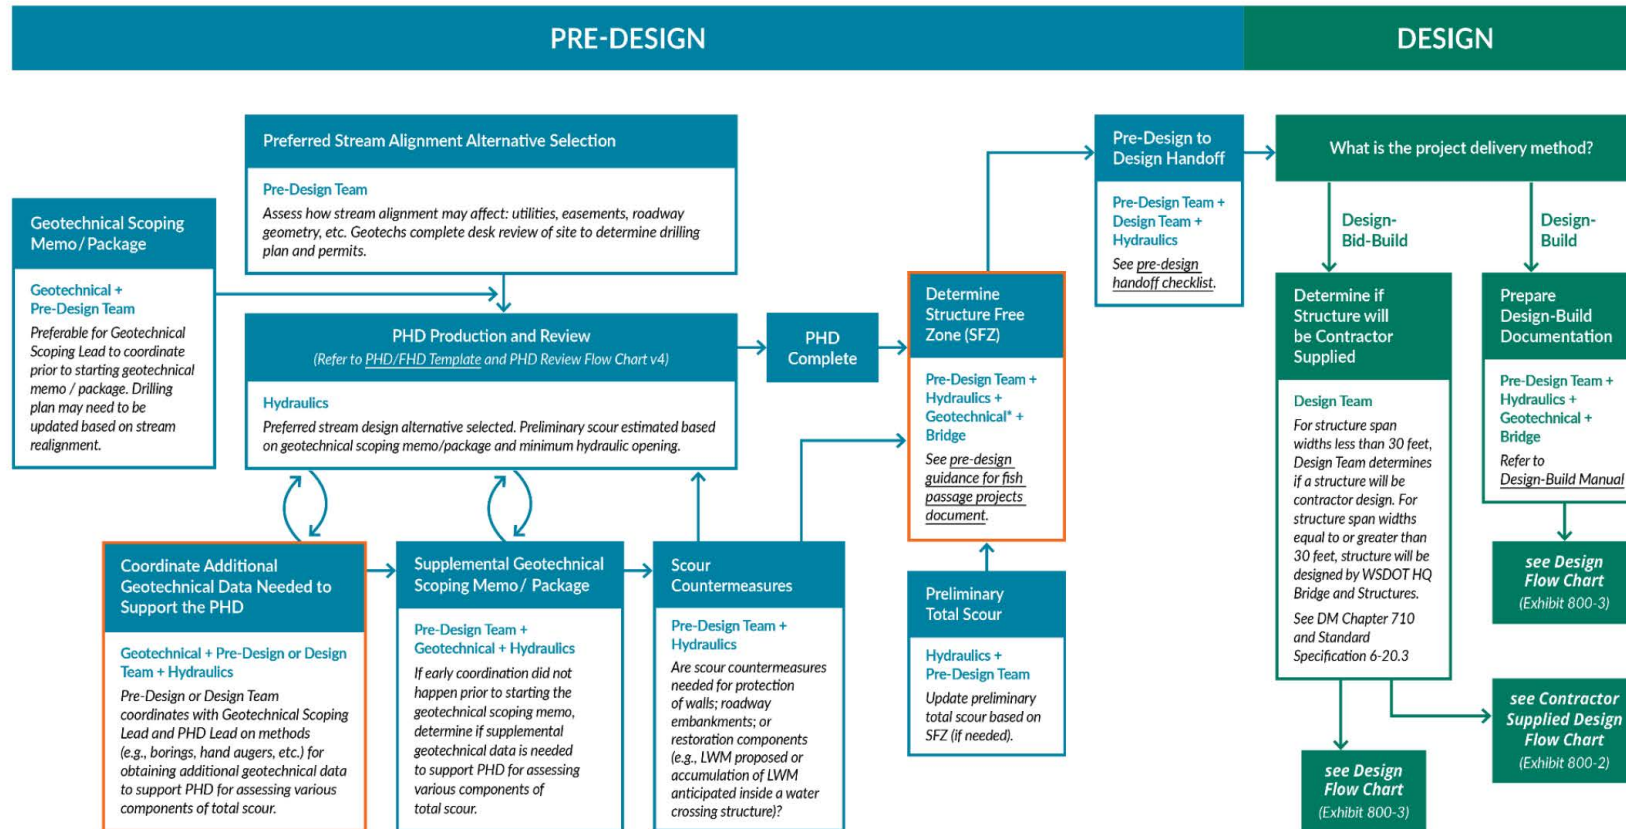 PRE-DESIGN
DESIGN
Preferred Stream Alignment Alternative Selection
Pre-Design Team
Assess how stream alignment may affect: utilities, easements, roadway
geometry, etc. Geotechs complete desk review of site to determine drilling
plan and permits.
Geotechnical Scoping
Memo / Package
Geotechnical +
Pre-Design Team
Preferable for Geotechnical
Scoping Lead to coordinate
prior to starting geotechnical
memo / package. Drilling
plan may need to be
updated based on stream
realignment.
PHD Production and Review
(Refer to PHD/FHD Template and PHD Review Flow Chart v4)
Hydraulics
Preferred stream design alternative selected. Preliminary scour estimated based
on geotechnical scoping memo/package and minimum hydraulic opening.
PHD
Complete
Coordinate Additional
Geotechnical Data Needed to
Support the PHD
Geotechnical + Pre-Design or Design
Team + Hydraulics
Pre-Design or Design Team
coordinates with Geotechnical Scoping
Lead and PHD Lead on methods
(e.g., borings, hand augers, etc.) for
obtaining additional geotechnical data
to support PHD for assessing various
components of total scour.
Supplemental Geotechnical
Scoping Memo / Package
Pre-Design Team +
Geotechnical + Hydraulics
If early coordination did not
happen prior to starting the
geotechnical scoping memo,
determine if supplemental
geotechnical data is needed
to support PHD for assessing
various components of
total scour.
Scour
Countermeasures
Pre-Design Team +
Hydraulics
Are scour countermeasures
needed for protection
of walls; roadway
embankments; or
restoration components
(e.g., LWM proposed or
accumulation of LWM
anticipated inside a water
crossing structure)?
Determine
Structure Free
Zone (SFZ)
Pre-Design Team +
Hydraulics +
Geotechnical* +
Bridge
See pre-design
guidance for fish
passage projects
document.
Preliminary
Total Scour
Hydraulics +
Pre-Design Team
Update preliminary
total scour based on
SFZ (if needed).
Pre-Design to
Design Handoff
Pre-Design Team +
Design Team +
Hydraulics
See pre-design
handoff checklist.
What is the project delivery method?
Design-
Bid-Build
Design-
Build
Determine if
Structure will
be Contractor
Supplied
Design Team
For structure span
widths less than 30 feet,
Design Team determines
if a structure will be
contractor design. For
structure span widths
equal to or greater than
30 feet, structure will be
designed by WSDOT HQ
Bridge and Structures.
See DM Chapter 710
and Standard
Specification 6-20.3
Prepare
Design-Build
Documentation
Pre-Design Team +
Hydraulics +
Geotechnical +
Bridge
Refer to
Design-Build Manual
see Design
Flow Chart
(Exhibit 800-3)
see Contractor
Supplied Design
Flow Chart
(Exhibit 800-2)
see Design
Flow Chart
(Exhibit 800-3)